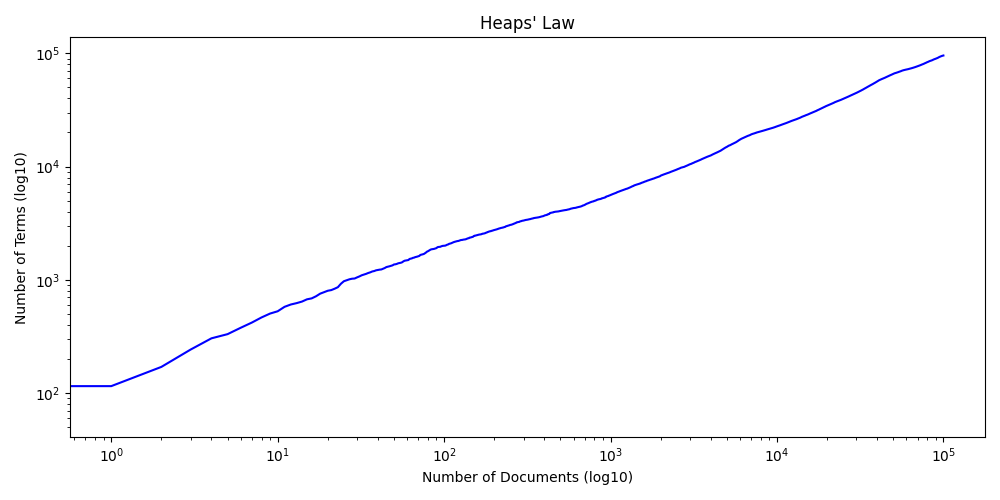 Heaps' Law
Number of Terms (log10)
10^5
10^4
10^3
10^2
10^0 10^1 10^2 10^3 10^4 10^5
Number of Documents (log10)